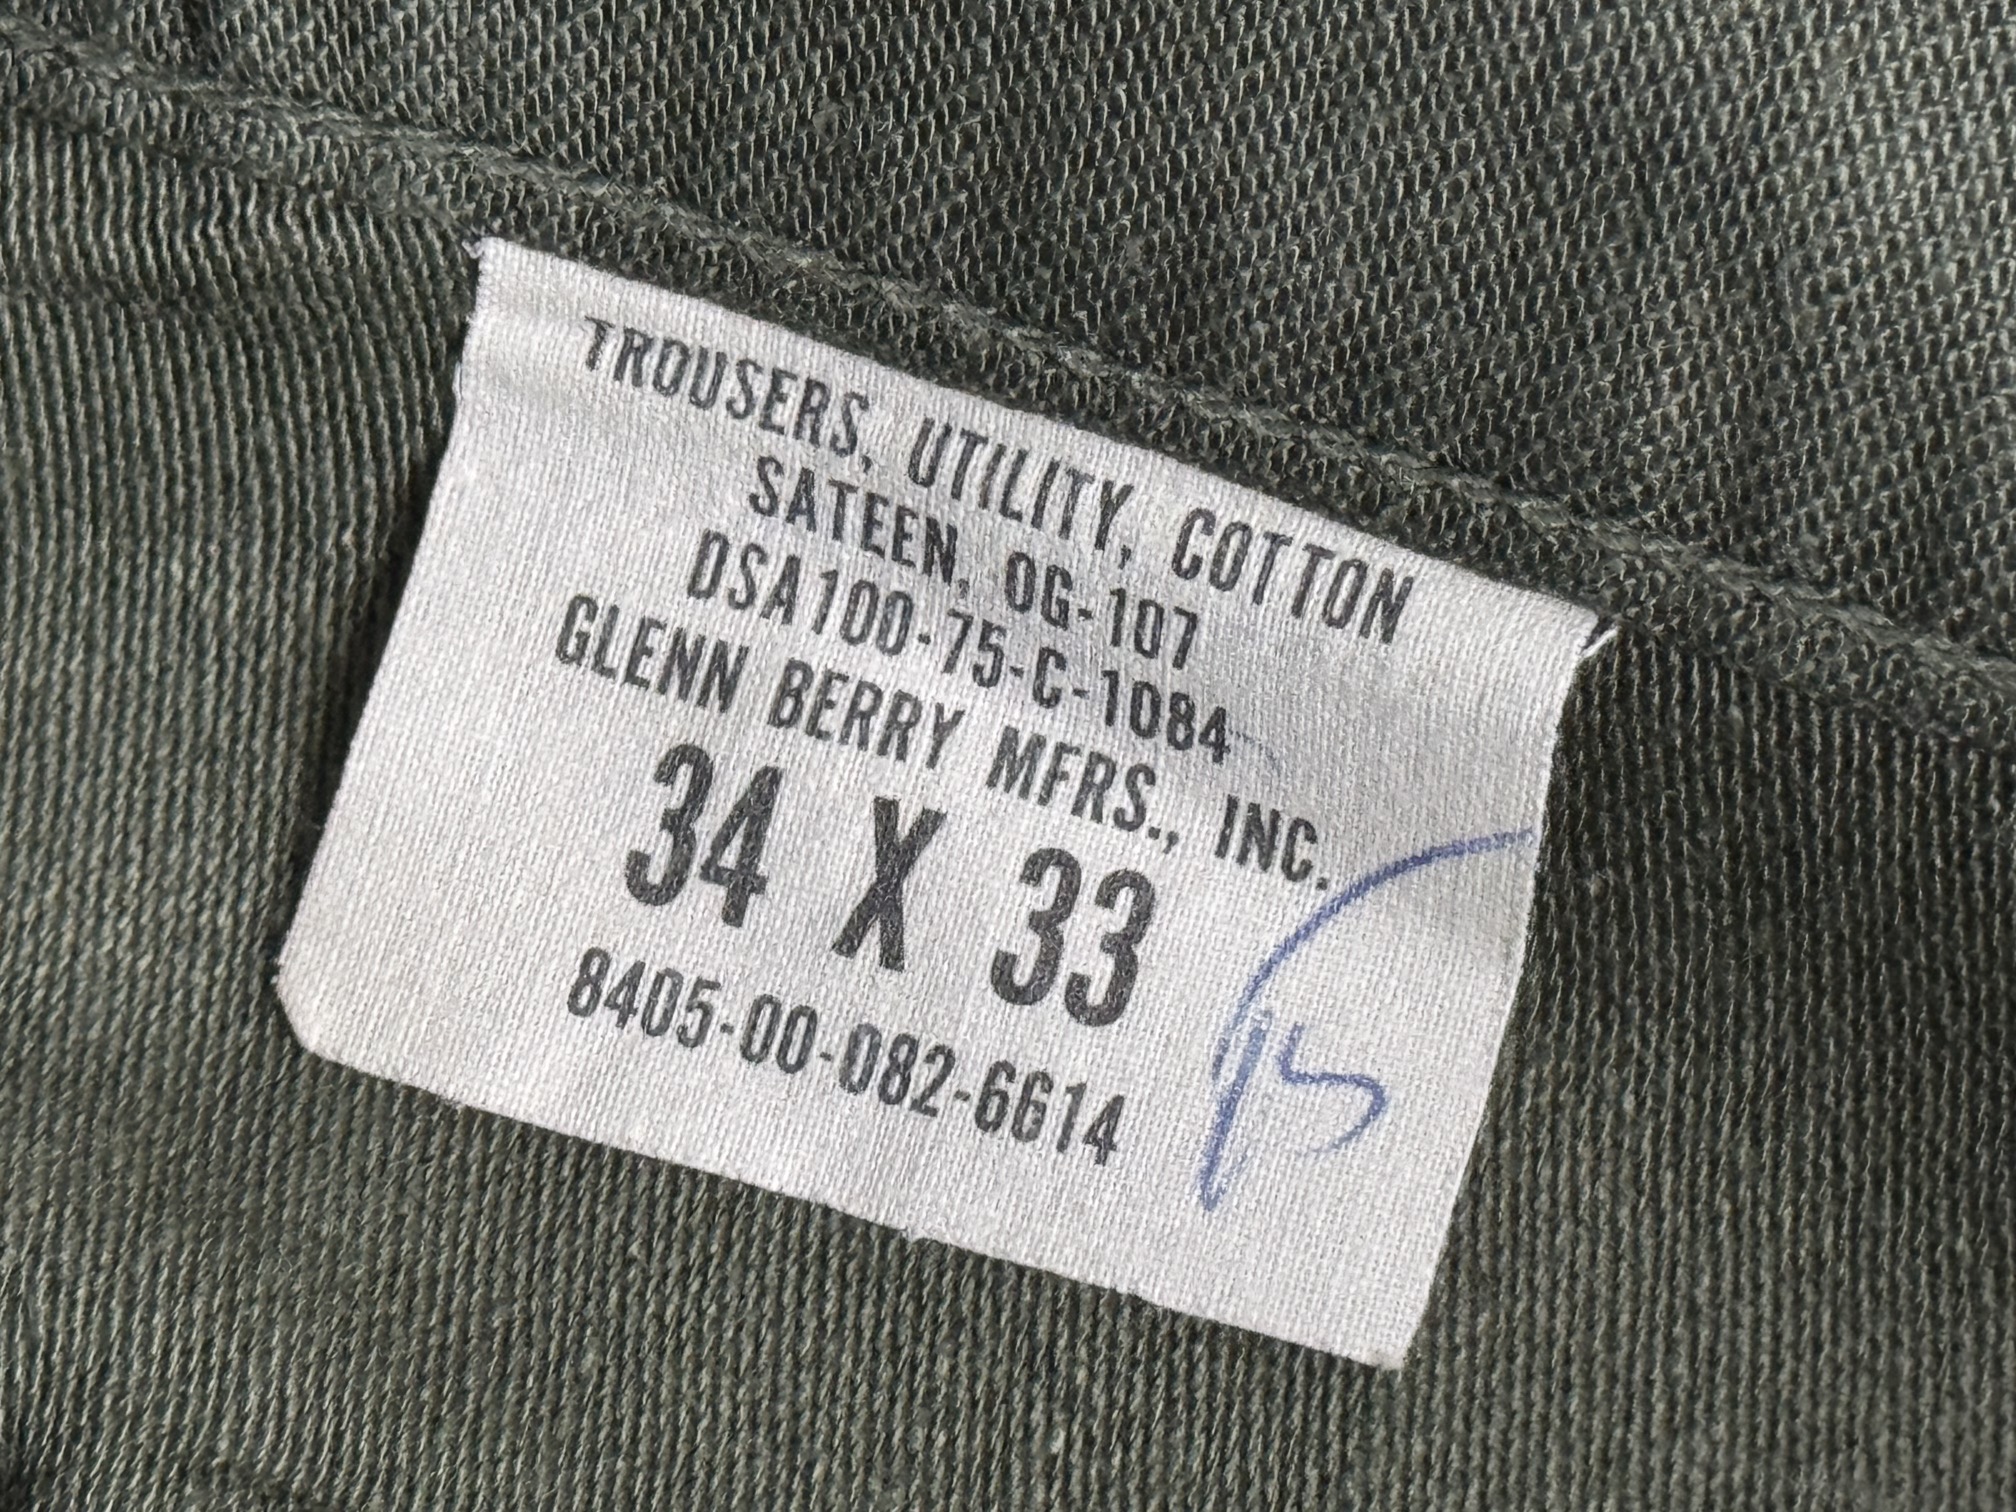 TROUSERS, UTILITY, COTTON
SATEEN, OG-107
DSA100-75-C-1084
GLENN BERRY MFRS., INC.
34 X 33
8405-00-082-6614